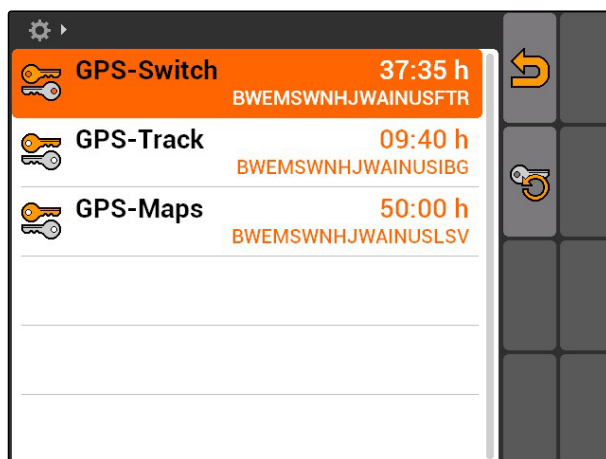 GPS-Switch 37:35 h
BWEMSWNHJWAINUSFTR
GPS-Track 09:40 h
BWEMSWNHJWAINUSIBG
GPS-Maps 50:00 h
BWEMSWNHJWAINUSLSV